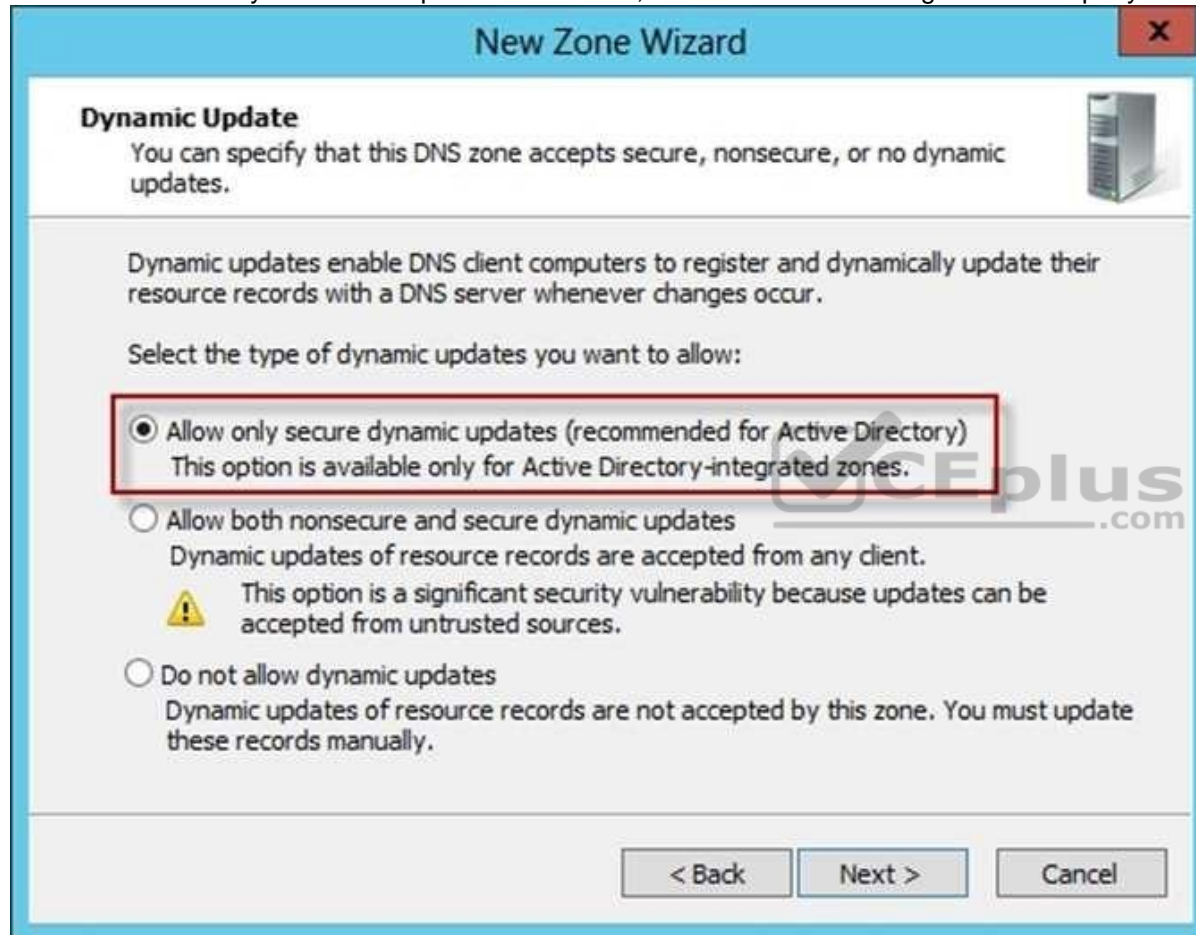 New Zone Wizard
x
Dynamic Update
You can specify that this DNS zone accepts secure, nonsecure, or no dynamic
updates.
Dynamic updates enable DNS client computers to register and dynamically update their
resource records with a DNS server whenever changes occur.
Select the type of dynamic updates you want to allow:
Allow only secure dynamic updates (recommended for Active Directory)
This option is available only for Active Directory-integrated zones.
CEplus
.com
Allow both nonsecure and secure dynamic updates
Dynamic updates of resource records are accepted from any client.
This option is a significant security vulnerability because updates can be
accepted from untrusted sources.
Do not allow dynamic updates
Dynamic updates of resource records are not accepted by this zone. You must update
these records manually.
< Back Next > Cancel